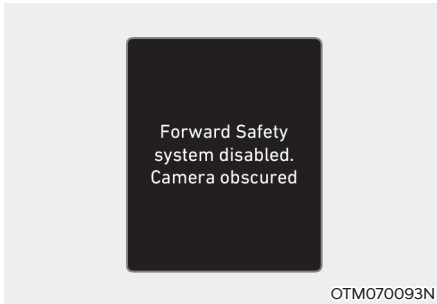 Forward Safety
system disabled.
Camera obscured
OTM070093N